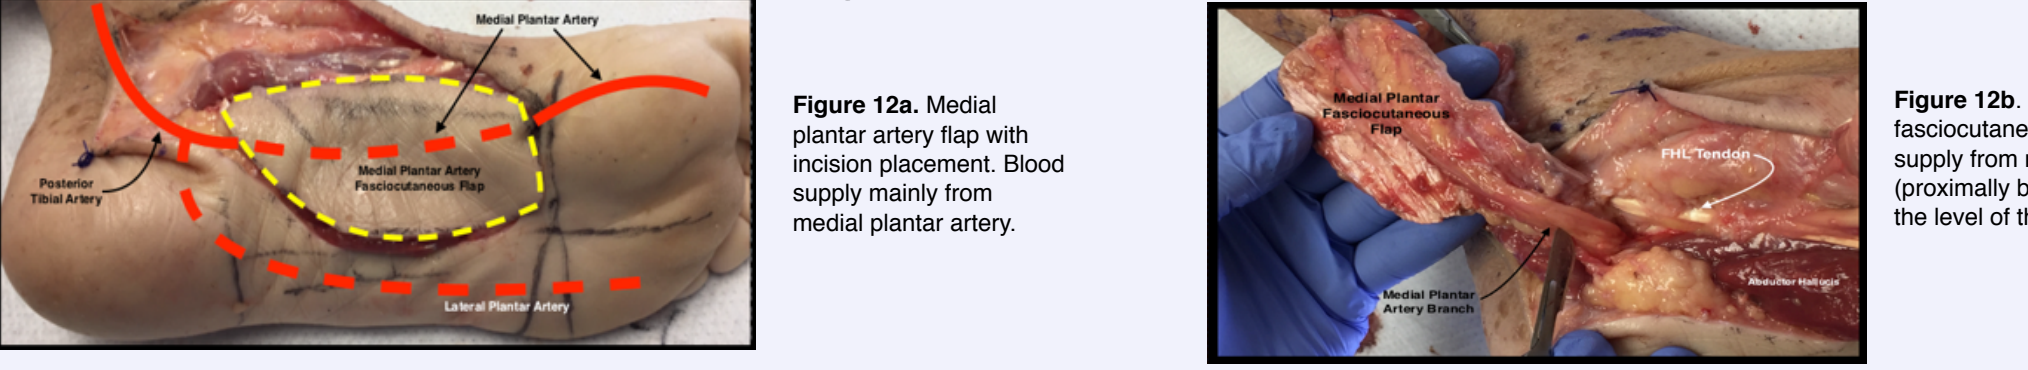 Medial Plantar Artery
Posterior
Tibial Artery
Medial Plantar Artery
Fasciocutaneous Flap
Lateral Plantar Artery
Figure 12a. Medial
plantar artery flap with
incision placement. Blood
supply mainly from
medial plantar artery.
Medial Plantar
Fasciocutaneous
Flap
FHL Tendon
Medial Plantar
Artery Branch
Abductor Hallucis
Figure 12b.
fasciocutane
supply from
(proximally b
the level of th